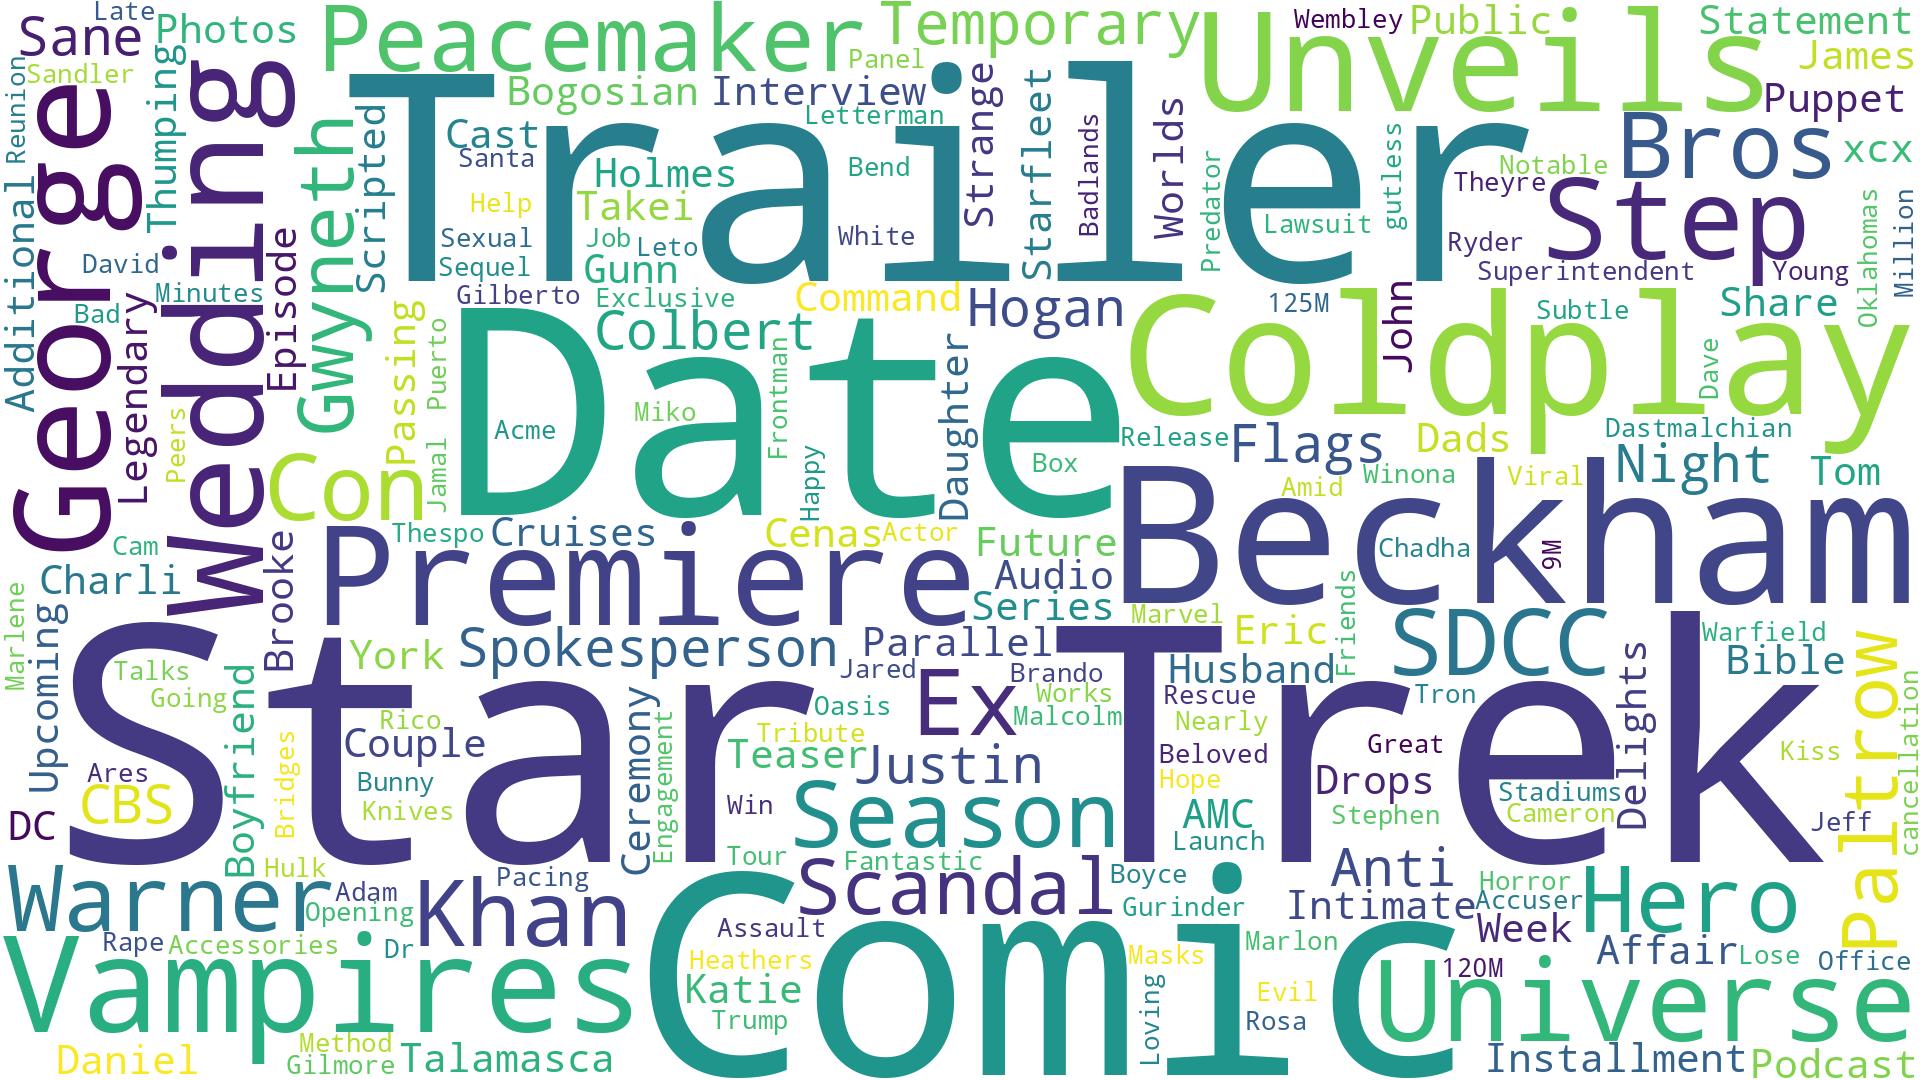 Late
Sane
Photos
Peacemaker
Temporary
Wembley
Public
Statement
Sandler
Panel
Unveils
James
Reunion
George
Thumping
Wedding
Trailer
Bogosian
Interview
Strange
Starfleet
Puppet
Scripted
Cast
Letterman
Badlands
Worlds
Bros
xcx
Gwyneth
Santa
Holmes
Bend
Predator
gutless
Notable
Theyre
Step
Additional
Help
Takei
White
Lawsuit
Oklahomas
Million
David
Episode
Sexual
Job
Leto
Ryder
Sequel
Gunn
Superintendent
Young
Minutes
Bad
Legendary
Gilberto
Exclusive
Command
Hogan
125M
John
Subtle
Share
Passing
Puerto
Date
Colbert
Coldplay
Dave
Frontman
Daughter
Peers
Jamal
Acme
Miko
Release
Flags
Dads
Dastmalchian
Con
Happy
Box
Beckham
Amid
Winona
Viral
Night
Tom
Cam
Brooke
Thespo
Cruises
Cenas
Actor
Future
Chadha
9M
Charli
Premiere
Audio
Marlene
Upcoming
Series
Marvel
Eric
Friends
SDCC
Warfield
Star
York
Spokesperson
Parallel
Trek
Husband
Bible
Talks
Going
Boyfriend
Jared
Brando
Delights
Paltrow
Ceremony
Ex
Works
Malcolm
Rescue
Tron
cancellation
Rico
Oasis
Nearly
Engagement
Tribute
Couple
Teaser
Justin
Beloved
Great
Kiss
Ares
Bridges
Bunny
Hope
Drops
CBS
Knives
Win
Season
AMC
Stadiums
Stephen
Cameron
Jeff
DC
Launch
Hulk
Tour
Fantastic
Anti
Warner
Adam
Pacing
Khan
Comic
Scandal
Boyce
Horror
Hero
Opening
Gurinder
Intimate
Accuser
Vampires
Rape
Accessories
Dr
Assault
Marlon
Week
Affair
Lose
Office
Heathers
Masks
120M
Katie
Loving
Evil
Universe
Trump
Rosa
Daniel
Method
Gilmore
Talamasca
Installment
Podcast